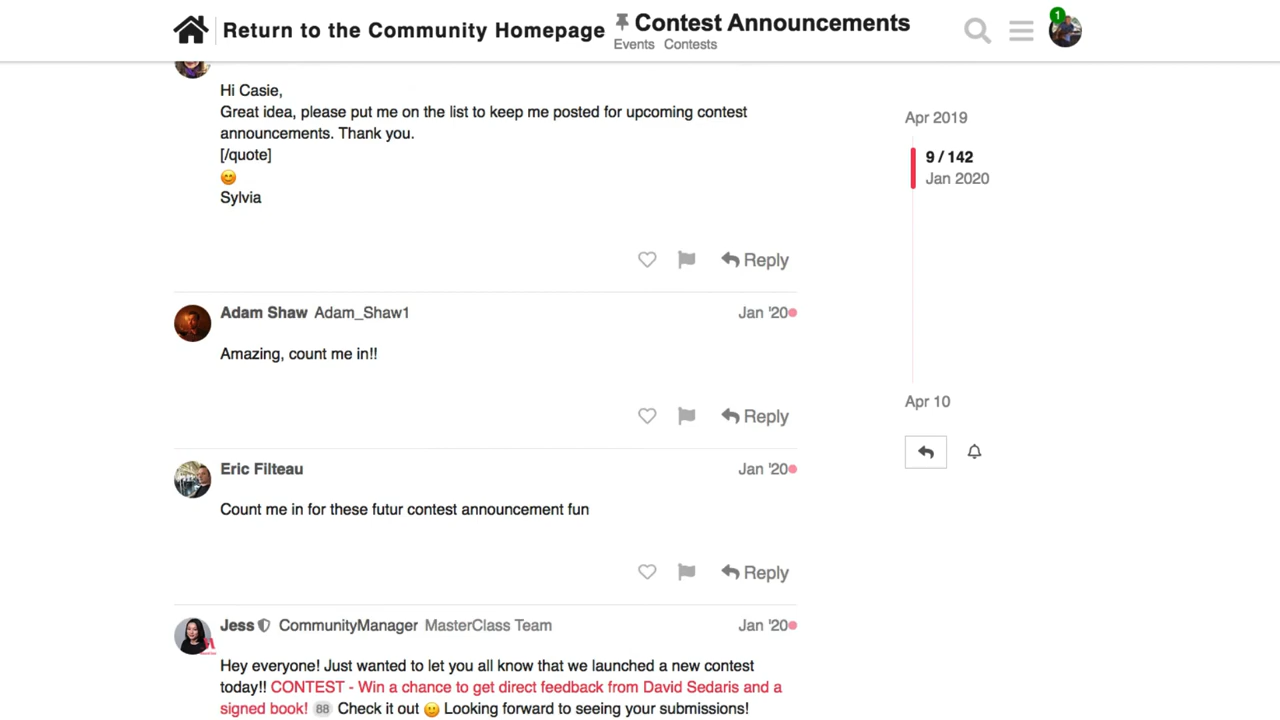 Return to the Community Homepage
Contest Announcements
Events Contests
1
Hi Casie,
Great idea, please put me on the list to keep me posted for upcoming contest
announcements. Thank you.
[/quote]
Sylvia
Reply
Apr 2019
9 / 142
Jan 2020
Apr 10
Adam Shaw Adam_Shaw1 Jan '20
Amazing, count me in!!
Reply
Eric Filteau Jan '20
Count me in for these futur contest announcement fun
Reply
Jess CommunityManager MasterClass Team Jan '20
Hey everyone! Just wanted to let you all know that we launched a new contest
today!! CONTEST - Win a chance to get direct feedback from David Sedaris and a
signed book! 88 Check it out Looking forward to seeing your submissions!